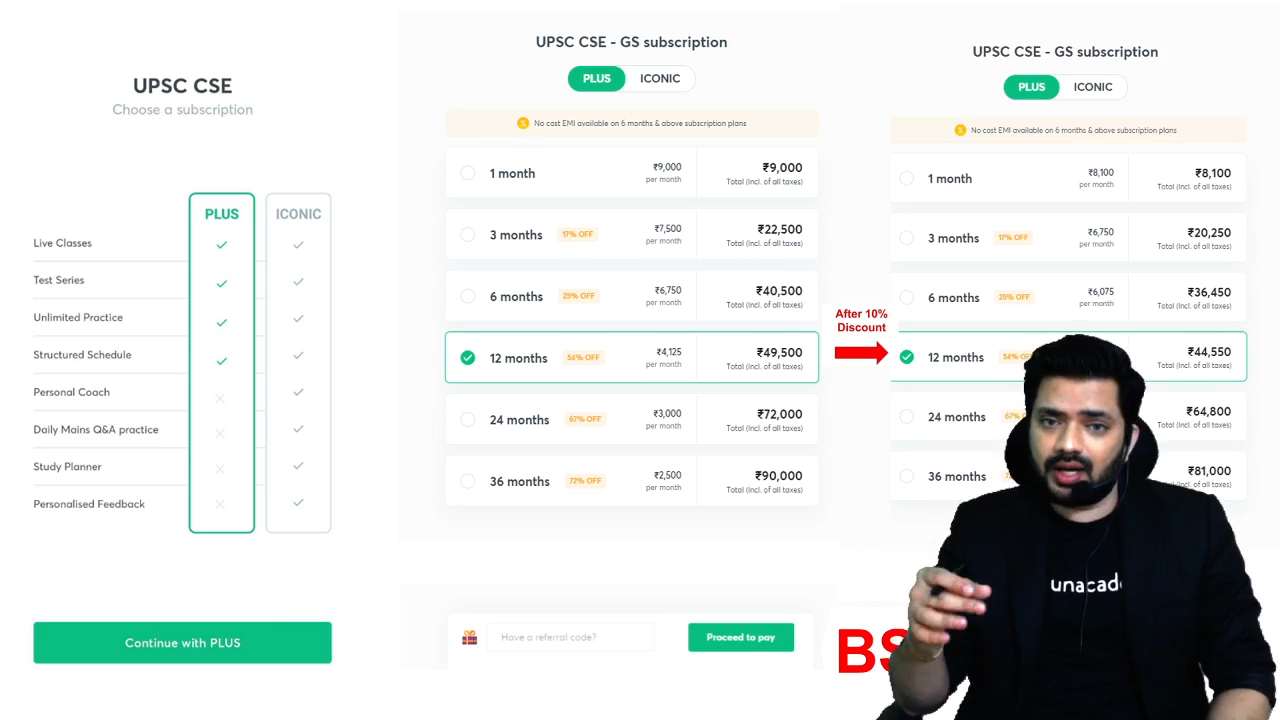 UPSC CSE
Choose a subscription
PLUS ICONIC
Live Classes
Test Series
Unlimited Practice
Structured Schedule
Personal Coach
Daily Mains Q&A practice
Study Planner
Personalised Feedback
Continue with PLUS
UPSC CSE - GS subscription
PLUS ICONIC
No cost EMI available on 6 months & above subscription plans
1 month ₹9,000 ₹9,000
per month Total (Incl. of all taxes)
3 months 17% OFF ₹7,500 ₹22,500
per month Total (Incl. of all taxes)
6 months 25% OFF ₹6,750 ₹40,500
per month Total (Incl. of all taxes)
12 months 54% OFF ₹4,125 ₹49,500
per month Total (Incl. of all taxes)
24 months 67% OFF ₹3,000 ₹72,000
per month Total (Incl. of all taxes)
36 months 72% OFF ₹2,500 ₹90,000
per month Total (Incl. of all taxes)
Have a referral code? Proceed to pay
After 10%
Discount
UPSC CSE - GS subscription
PLUS ICONIC
No cost EMI available on 6 months & above subscription plans
1 month ₹8,100 ₹8,100
per month Total (Incl. of all taxes)
3 months 17% OFF ₹6,750 ₹20,250
per month Total (Incl. of all taxes)
6 months 25% OFF ₹6,075 ₹36,450
per month Total (Incl. of all taxes)
12 months 54% ₹44,550
Total (Incl. of all taxes)
24 months 67% ₹64,800
Total (Incl. of all taxes)
36 months ₹81,000
(Incl. of all taxes)
unacad